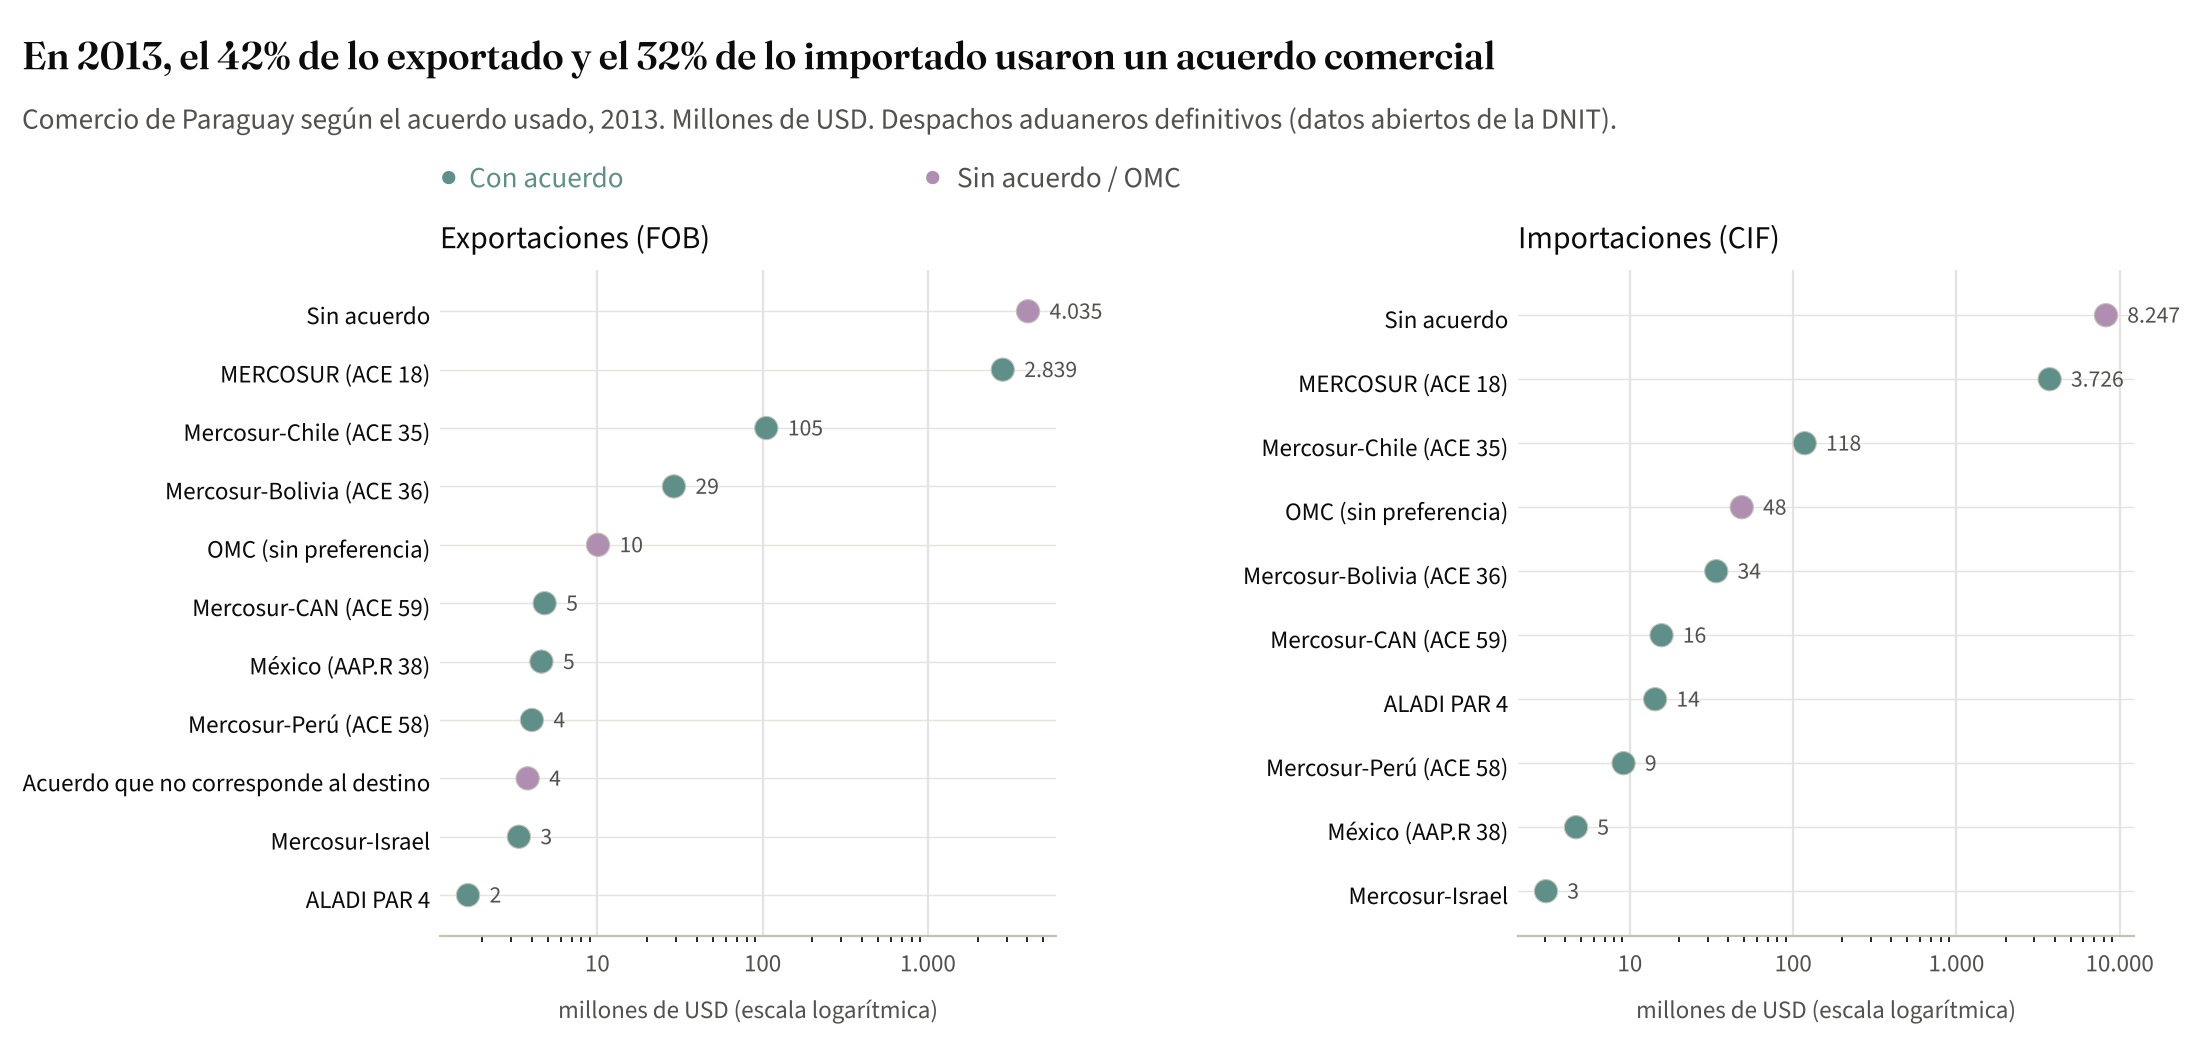 En 2013, el 42% de lo exportado y el 32% de lo importado usaron un acuerdo comercial
Comercio de Paraguay según el acuerdo usado, 2013. Millones de USD. Despachos aduaneros definitivos (datos abiertos de la DNIT).
Con acuerdo
Sin acuerdo / OMC
Exportaciones (FOB)
Sin acuerdo 4.035
MERCOSUR (ACE 18) 2.839
Mercosur-Chile (ACE 35) 105
Mercosur-Bolivia (ACE 36) 29
OMC (sin preferencia) 10
Mercosur-CAN (ACE 59) 5
México (AAP.R 38) 5
Mercosur-Perú (ACE 58) 4
Acuerdo que no corresponde al destino 4
Mercosur-Israel 3
ALADI PAR 4 2
10 100 1.000
millones de USD (escala logarítmica)
Importaciones (CIF)
Sin acuerdo 8.247
MERCOSUR (ACE 18) 3.726
Mercosur-Chile (ACE 35) 118
OMC (sin preferencia) 48
Mercosur-Bolivia (ACE 36) 34
Mercosur-CAN (ACE 59) 16
ALADI PAR 4 14
Mercosur-Perú (ACE 58) 9
México (AAP.R 38) 5
Mercosur-Israel 3
10 100 1.000 10.000
millones de USD (escala logarítmica)